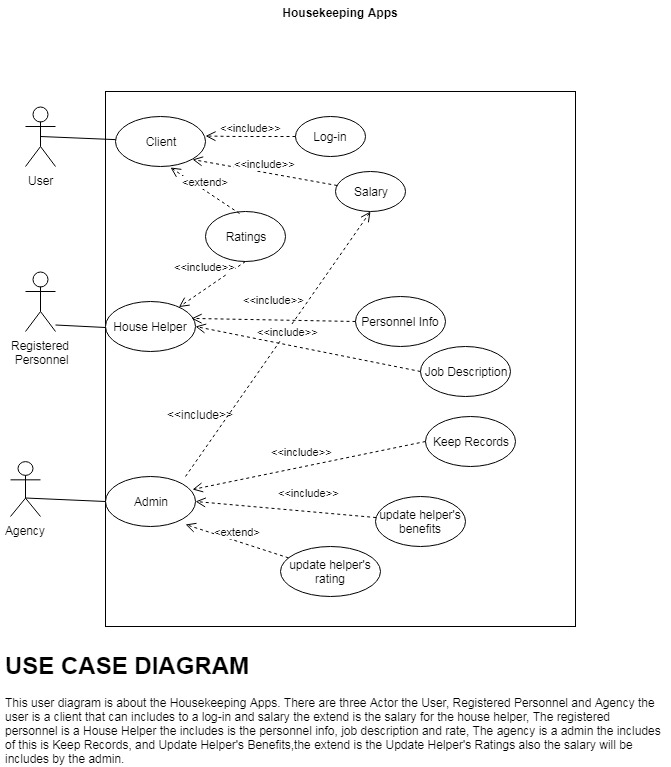 Housekeeping Apps
<<include>>
Client
Log-in
<<include>>
User
<extend>
Salary
Ratings
<<include>>
<<include>>
Registered
Personnel
House Helper
Personnel Info
<<include>>
Job Description
<<include>>
Keep Records
<<include>>
<<include>>
Agency
Admin
update helper's
benefits
<extend>
update helper's
rating
USE CASE DIAGRAM
This user diagram is about the Housekeeping Apps. There are three Actor the User, Registered Personnel and Agency the
user is a client that can includes to a log-in and salary the extend is the salary for the house helper, The registered
personnel is a House Helper the includes is the personnel info, job description and rate, The agency is a admin the includes
of this is Keep Records, and Update Helper's Benefits,the extend is the Update Helper's Ratings also the salary will be
includes by the admin.